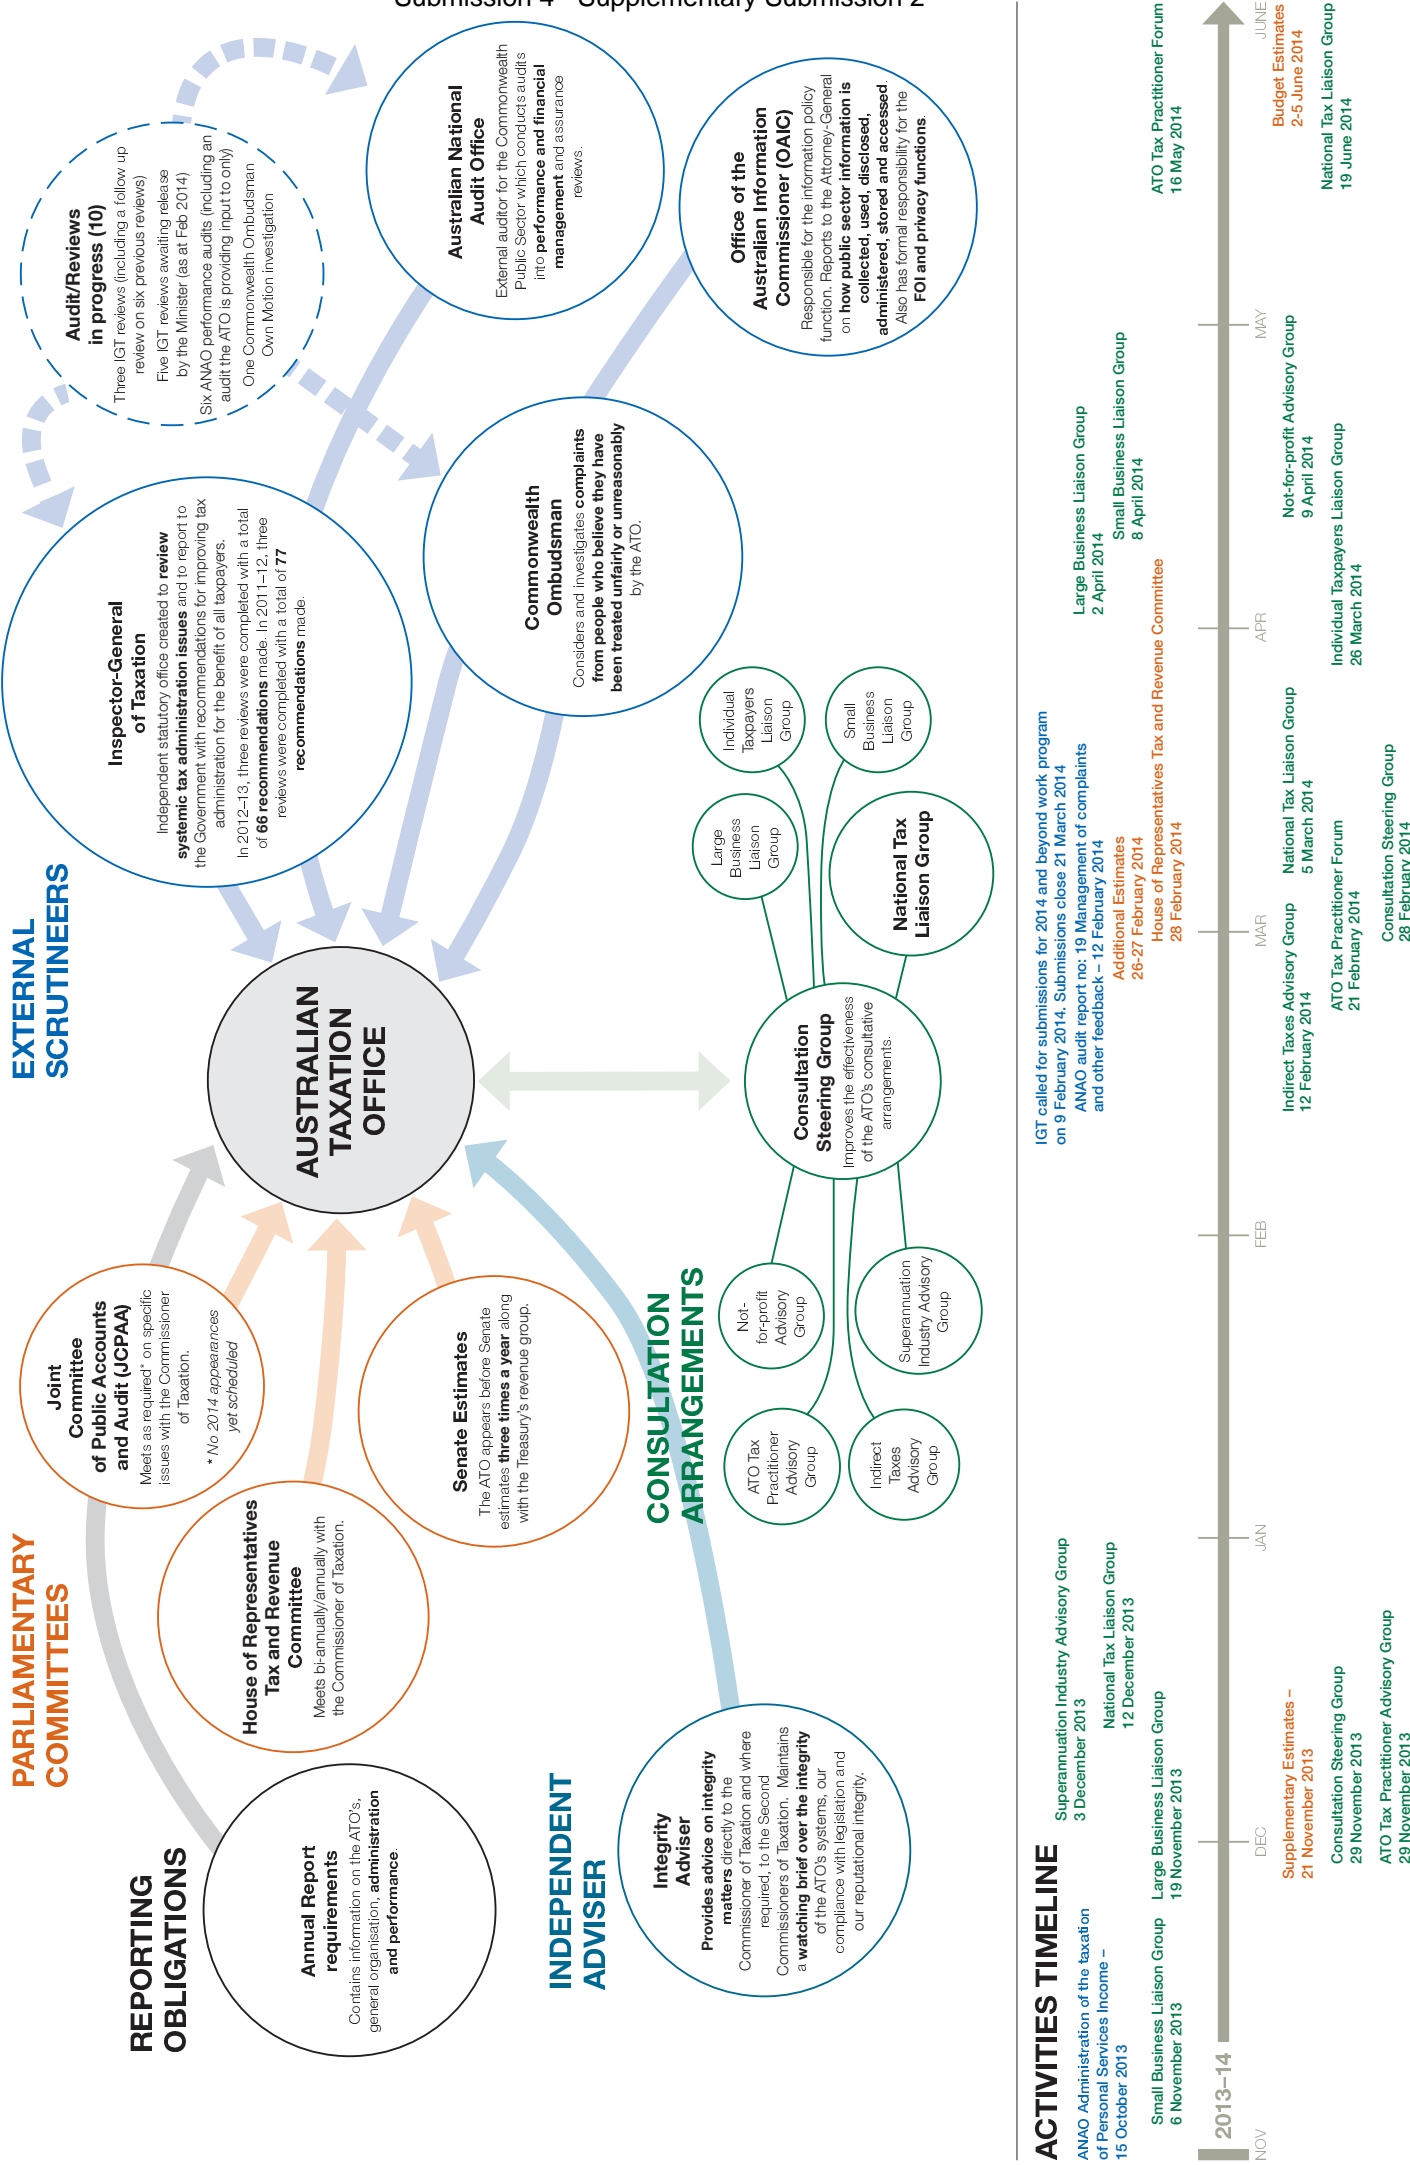 Submission 4 - Supplementary Submission 2
REPORTING
OBLIGATIONS
Annual Report
requirements
Contains information on the ATO's,
general organisation, administration
and performance.
PARLIAMENTARY
COMMITTEES
Joint
Committee
of Public Accounts
and Audit (JCPAA)
Meets as required* on specific
issues with the Commissioner
of Taxation.
* No 2014 appearances
yet scheduled
House of Representatives
Tax and Revenue
Committee
Meets bi-annually/annually with
the Commissioner of Taxation.
Senate Estimates
The ATO appears before Senate
estimates three times a year along
with the Treasury's revenue group.
AUSTRALIAN
TAXATION
OFFICE
EXTERNAL
SCRUTINEERS
Inspector-General
of Taxation
Independent statutory office created to review
systemic tax administration issues and to report to
the Government with recommendations for improving tax
administration for the benefit of all taxpayers.
In 2012–13, three reviews were completed with a total
of 66 recommendations made. In 2011–12, three
reviews were completed with a total of 77
recommendations made.
Audit/Reviews
in progress (10)
Three IGT reviews (including a follow up
review on six previous reviews)
Five IGT reviews awaiting release
by the Minister (as at Feb 2014)
Six ANAO performance audits (including an
audit the ATO is providing input to only)
One Commonwealth Ombudsman
Own Motion investigation
Australian National
Audit Office
External auditor for the Commonwealth
Public Sector which conducts audits
into performance and financial
management and assurance
reviews.
Commonwealth
Ombudsman
Considers and investigates complaints
from people who believe they have
been treated unfairly or unreasonably
by the ATO.
Office of the
Australian Information
Commissioner (OAIC)
Responsible for the information policy
function. Reports to the Attorney-General
on how public sector information is
collected, used, disclosed,
administered, stored and accessed.
Also has formal responsibility for the
FOI and privacy functions.
INDEPENDENT
ADVISER
Integrity
Adviser
Provides advice on integrity
matters directly to the
Commissioner of Taxation and where
required, to the Second
Commissioners of Taxation. Maintains
a watching brief over the integrity
of the ATO's systems, our
compliance with legislation and
our reputational integrity.
CONSULTATION
ARRANGEMENTS
ATO Tax
Practitioner
Advisory
Group
Indirect
Taxes
Advisory
Group
Not-
for-profit
Advisory
Group
Superannuation
Industry Advisory
Group
Consultation
Steering Group
Improves the effectiveness
of the ATO's consultative
arrangements.
Large
Business
Liaison
Group
National Tax
Liaison Group
Individual
Taxpayers
Liaison
Group
Small
Business
Liaison
Group
ACTIVITIES TIMELINE
ANAO Administration of the taxation
of Personal Services Income –
15 October 2013
Small Business Liaison Group
6 November 2013
Large Business Liaison Group
19 November 2013
Superannuation Industry Advisory Group
3 December 2013
National Tax Liaison Group
12 December 2013
IGT called for submissions for 2014 and beyond work program
on 9 February 2014. Submissions close 21 March 2014
ANAO audit report no: 19 Management of complaints
and other feedback – 12 February 2014
Additional Estimates
26-27 February 2014
House of Representatives Tax and Revenue Committee
28 February 2014
Large Business Liaison Group
2 April 2014
Small Business Liaison Group
8 April 2014
ATO Tax Practitioner Forum
16 May 2014
2013–14
NOV
DEC
JAN
FEB
MAR
APR
MAY
JUNE
Supplementary Estimates –
21 November 2013
Consultation Steering Group
29 November 2013
ATO Tax Practitioner Advisory Group
29 November 2013
Indirect Taxes Advisory Group
12 February 2014
ATO Tax Practitioner Forum
21 February 2014
Consultation Steering Group
28 February 2014
National Tax Liaison Group
5 March 2014
Individual Taxpayers Liaison Group
26 March 2014
Not-for-profit Advisory Group
9 April 2014
Budget Estimates
2-5 June 2014
National Tax Liaison Group
19 June 2014